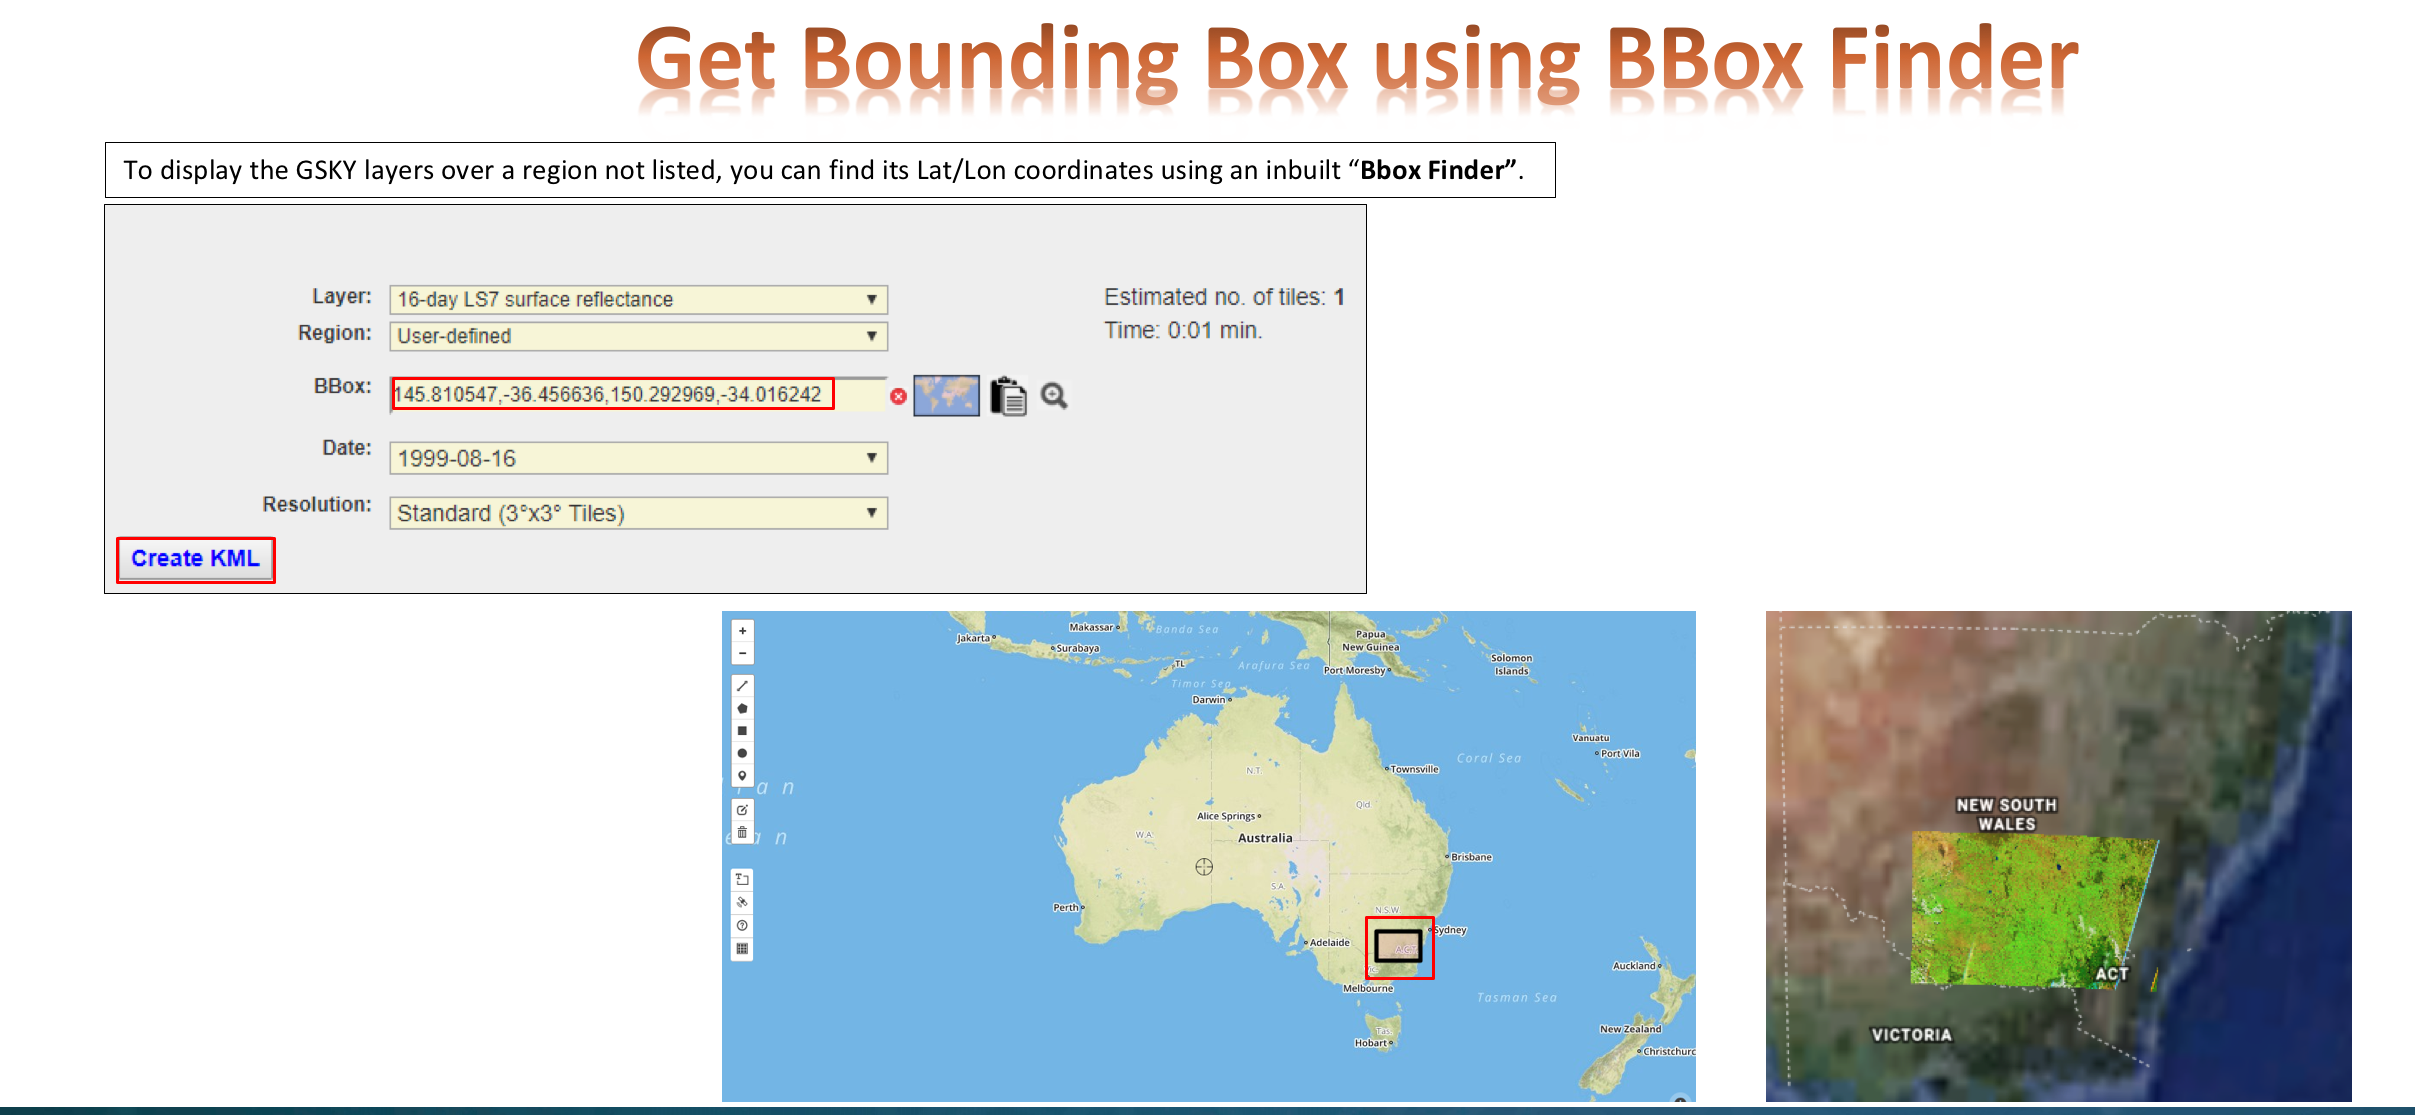 Get Bounding Box using BBox Finder
To display the GSKY layers over a region not listed, you can find its Lat/Lon coordinates using an inbuilt “Bbox Finder”.
Layer: 16-day LS7 surface reflectance
Estimated no. of tiles: 1
Region: User-defined
Time: 0:01 min.
BBox: 145.810547,-36.456636,150.292969,-34.016242
Date: 1999-08-16
Resolution: Standard (3°x3° Tiles)
Create KML
Jakarta
Makassar
Surabaya
Banda Sea
TL
Arafura Sea
Timor Sea
Papua
New Guinea
Port Moresby
Solomon
Islands
Darwin
Vanuatu
Port Vila
Coral Sea
Townsville
N.T.
Qld.
Alice Springs
Australia
W.A.
Brisbane
S.A.
Perth
N.S.W.
Sydney
Adelaide
A.C.T.
Melbourne
Auckland
Tasman Sea
Tas.
Hobart
New Zealand
Christchurc
NEW SOUTH
WALES
ACT
VICTORIA